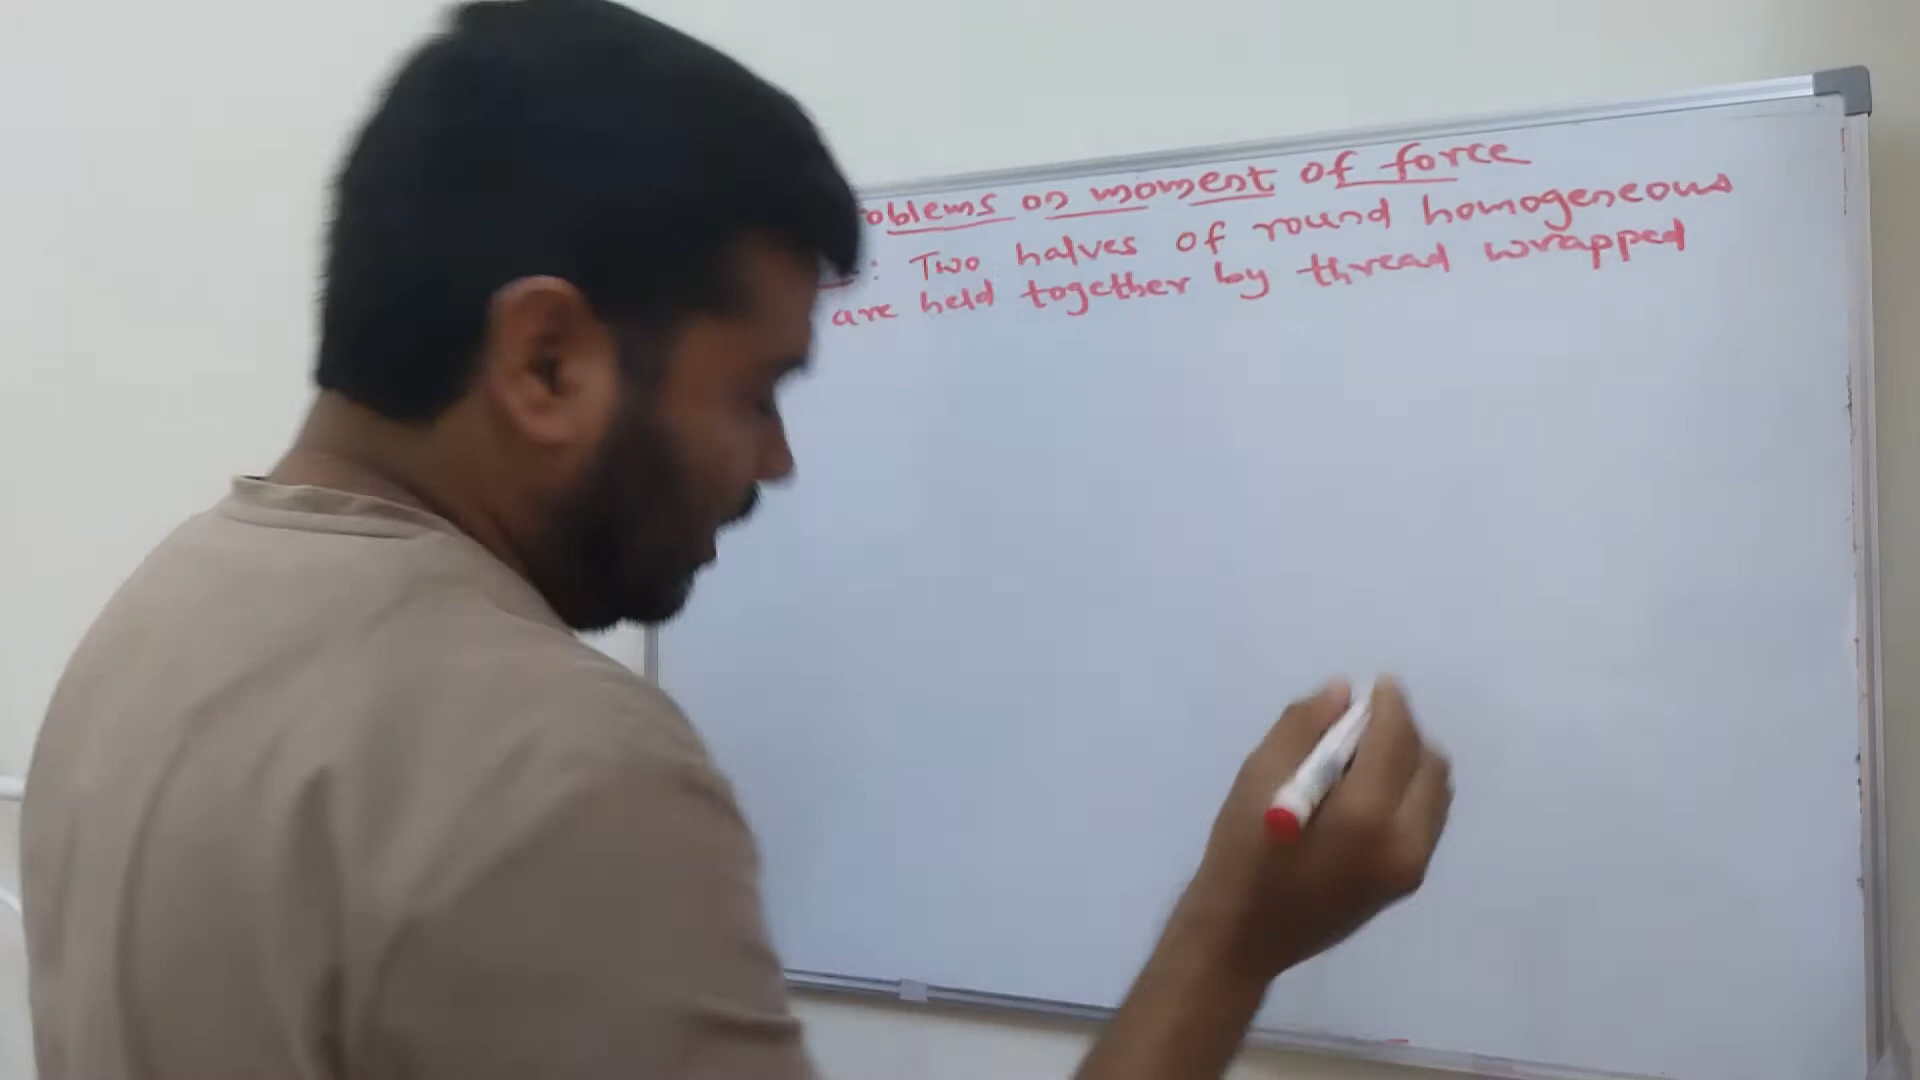 oblems on moment of force
: Two halves of round homogeneous
are held together by thread wrapped